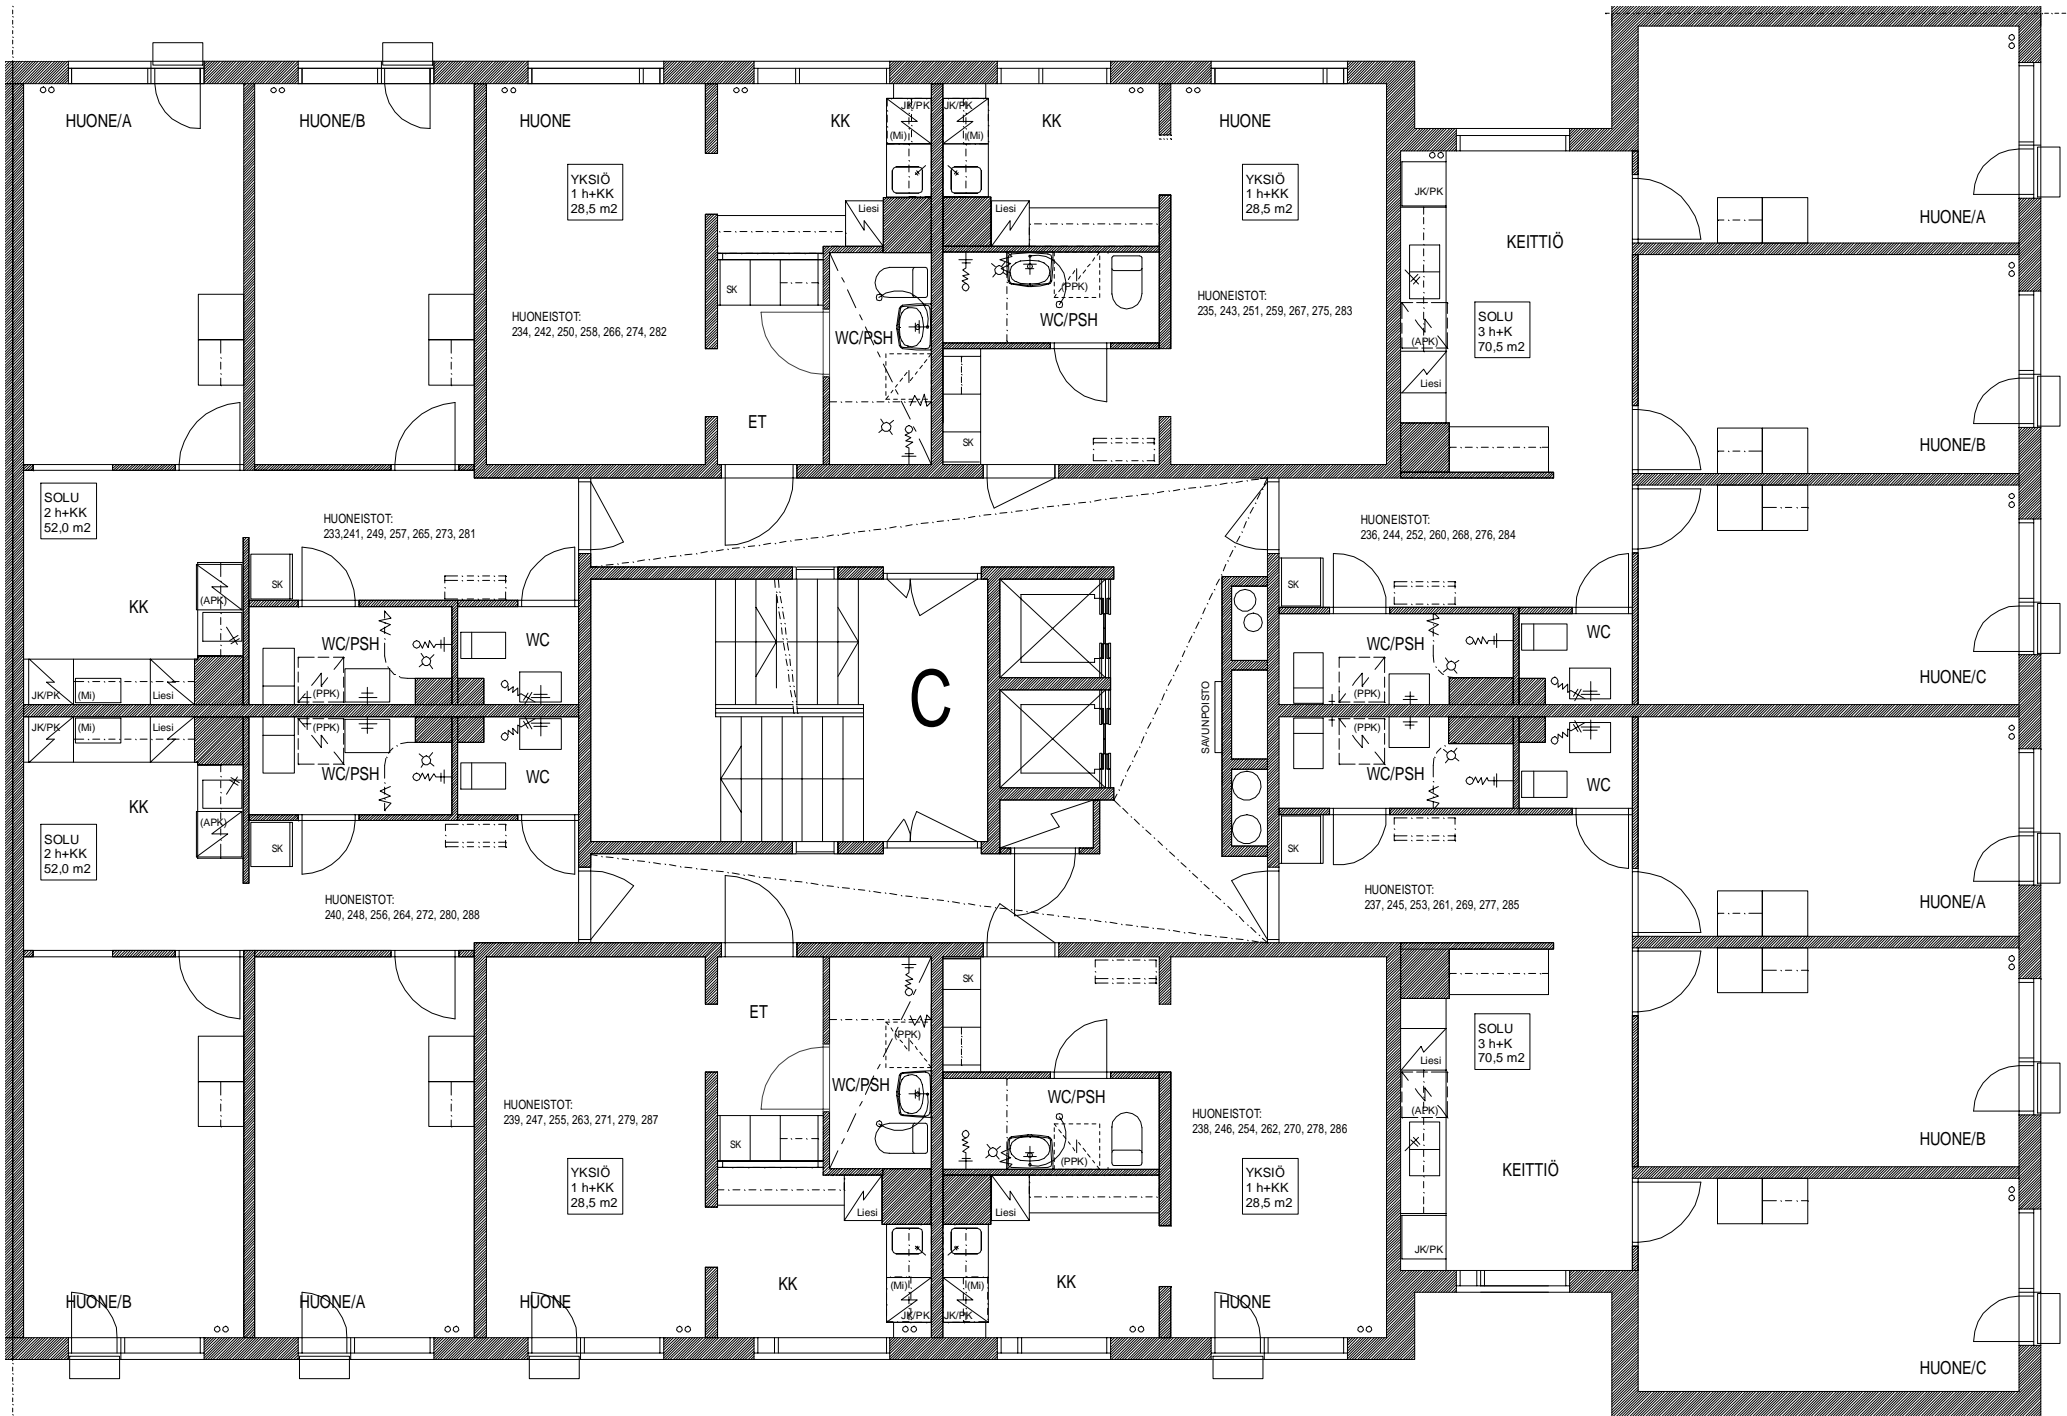 HUONE/A
HUONE/B
HUONE
KK
KK
HUONE
JK/PK
JK/PK
(Mi)
(Mi)
YKSIÖ
1 h+KK
28,5 m2
YKSIÖ
1 h+KK
28,5 m2
JK/PK
Liesi
Liesi
HUONE/A
KEITTIÖ
SK
(PPK)
HUONEISTOT:
234, 242, 250, 258, 266, 274, 282
WC/PSH
WC/PSH
HUONEISTOT:
235, 243, 251, 259, 267, 275, 283
SOLU
3 h+K
70,5 m2
(APK)
Liesi
ET
SK
HUONE/B
SOLU
2 h+KK
52,0 m2
HUONEISTOT:
233,241, 249, 257, 265, 273, 281
HUONEISTOT:
236, 244, 252, 260, 268, 276, 284
SK
SK
(APK)
KK
WC/PSH
WC
WC/PSH
WC
HUONE/C
JK/PK
(Mi)
Liesi
(PPK)
(PPK)
C
SAVUNPOISTO
JK/PK
(Mi)
Liesi
(PPK)
(PPK)
WC/PSH
WC
WC/PSH
WC
KK
(APK)
SK
SK
SOLU
2 h+KK
52,0 m2
HUONEISTOT:
240, 248, 256, 264, 272, 280, 288
HUONEISTOT:
237, 245, 253, 261, 269, 277, 285
HUONE/A
SK
ET
(PPK)
SOLU
3 h+K
70,5 m2
Liesi
WC/PSH
WC/PSH
HUONEISTOT:
239, 247, 255, 263, 271, 279, 287
HUONEISTOT:
238, 246, 254, 262, 270, 278, 286
(APK)
HUONE/B
SK
(PPK)
YKSIÖ
1 h+KK
28,5 m2
YKSIÖ
1 h+KK
28,5 m2
KEITTIÖ
Liesi
Liesi
JK/PK
KK
(Mi)
(Mi)
KK
JK/PK
JK/PK
HUONE/B
HUONE/A
HUONE
HUONE
HUONE/C